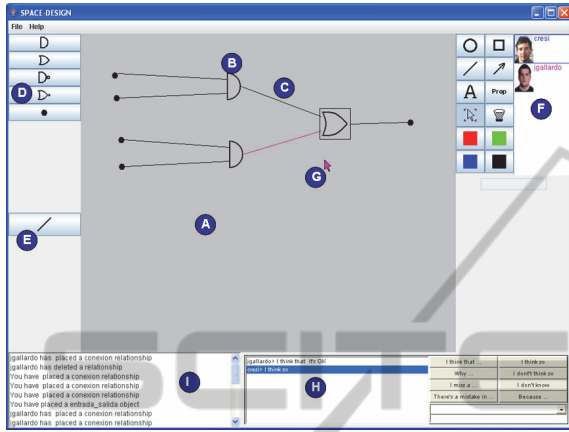 SPACE-DESIGN
File Help
cresi
jgallardo
A
Prop
A
B
C
D
E
F
G
H
I
jgallardo has placed a conexion relationship
jgallardo has deleted a relationship
You have placed a conexion relationship
You have placed a conexion relationship
You have placed a conexion relationship
You have placed a entrada_salida object
jgallardo has placed a conexion relationship
jgallardo has placed a conexion relationship
jgallardo> I think that it's OK
cresi> I think so
I think that ...
I think so
Why ...
I don't think so
I miss a ...
I don't know
There's a mistake in ...
Because ...
SCITE